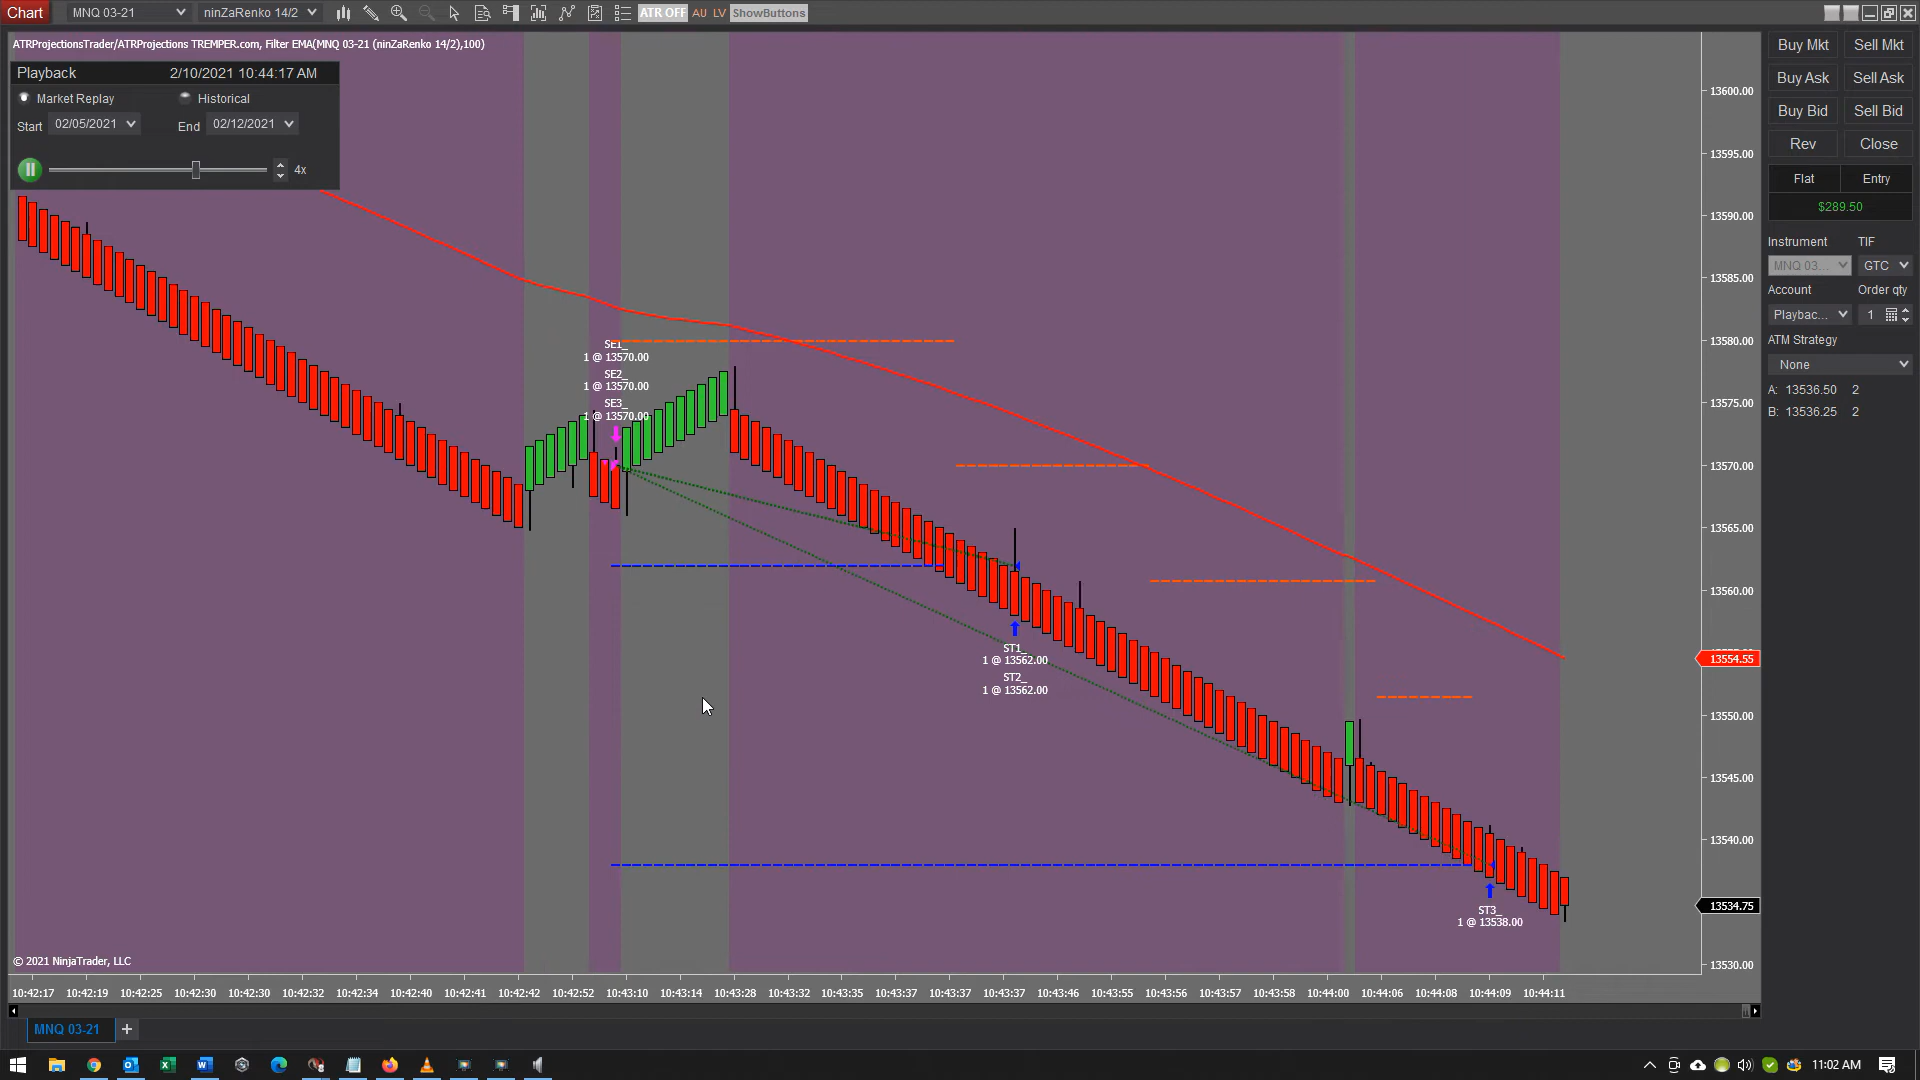 Chart MNQ 03-21 ninZaRenko 14/2 ATR OFF AU LV ShowButtons
ATRProjectionsTrader/ATRProjections TREMPER.com, Filter EMA(MNQ 03-21 (ninZaRenko 14/2),100)
Playback 2/10/2021 10:44:17 AM
Market Replay Historical
Start 02/05/2021 End 02/12/2021
4x
SE1_
1 @ 13570.00
SE2_
1 @ 13570.00
SE3_
1 @ 13570.00
ST1_
1 @ 13562.00
ST2_
1 @ 13562.00
ST3_
1 @ 13538.00
13600.00
13595.00
13590.00
13585.00
13580.00
13575.00
13570.00
13565.00
13560.00
13554.55
13550.00
13545.00
13540.00
13534.75
13530.00
© 2021 NinjaTrader, LLC
10:42:17 10:42:19 10:42:25 10:42:30 10:42:30 10:42:32 10:42:34 10:42:40 10:42:41 10:42:42 10:42:52 10:43:10 10:43:14 10:43:28 10:43:32 10:43:35 10:43:37 10:43:37 10:43:37 10:43:46 10:43:55 10:43:56 10:43:57 10:43:58 10:44:00 10:44:06 10:44:08 10:44:09 10:44:11
Buy Mkt Sell Mkt
Buy Ask Sell Ask
Buy Bid Sell Bid
Rev Close
Flat Entry
$289.50
Instrument TIF
MNQ 03... GTC
Account Order qty
Playbac... 1
ATM Strategy
None
A: 13536.50 2
B: 13536.25 2
MNQ 03-21 +
11:02 AM